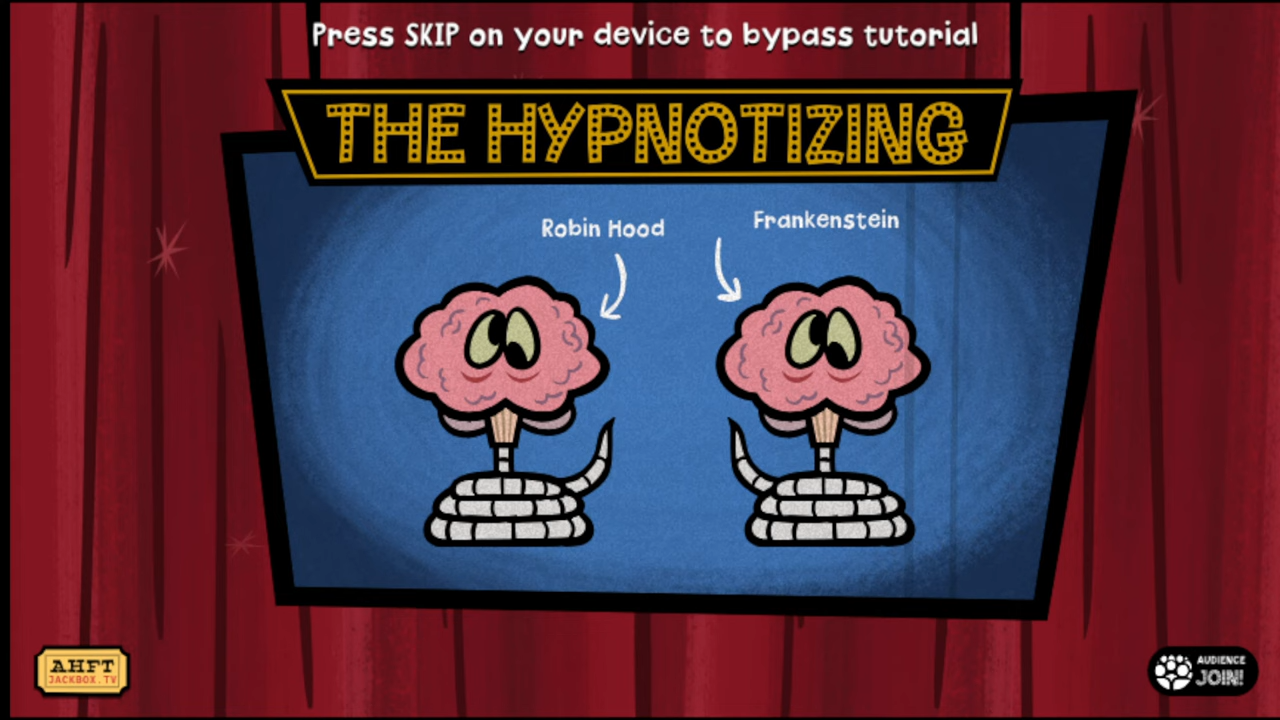 Press SKIP on your device to bypass tutorial
THE HYPNOTIZING
Robin Hood
Frankenstein
AHFT
JACKBOX.TV
AUDIENCE
JOIN!